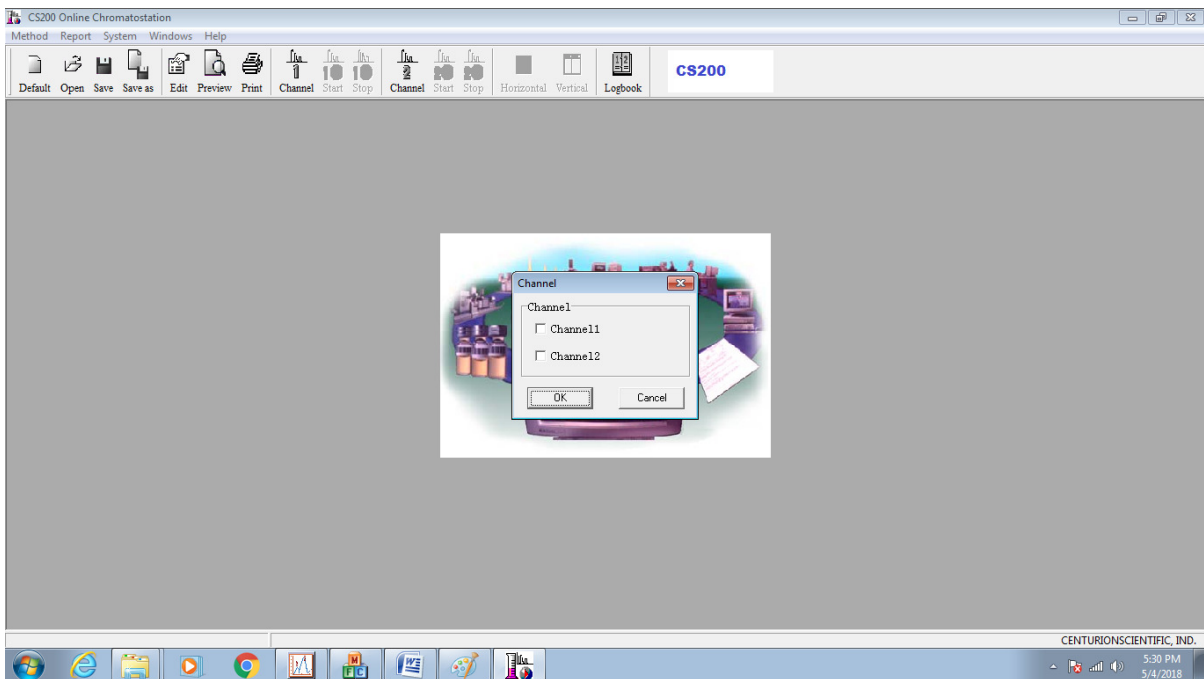 CS200 Online Chromatostation
Method Report System Windows Help
Default Open Save Save as Edit Preview Print Channel Start Stop Channel Start Stop Horizontal Vertical Logbook
CS200
Channel
Channel
Channel1
Channel2
OK Cancel
CENTURIONSCIENTIFIC, IND.
5:30 PM
5/4/2018